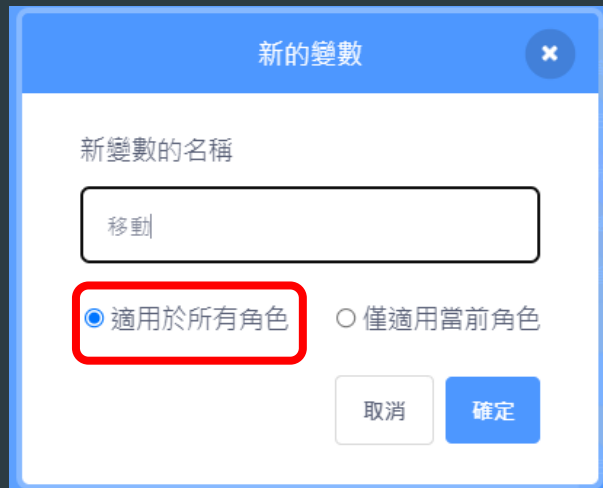 新的變數
新變數的名稱
移動
適用於所有角色 僅適用當前角色
取消 確定